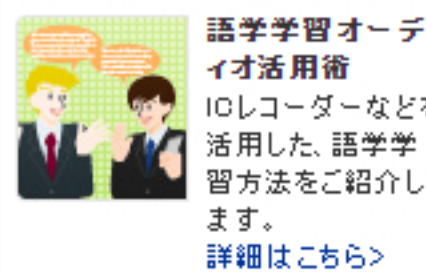 語学学習オーデ
ィオ活用術
ICレコーダーなどを
活用した、語学学
習方法をご紹介し
ます。
詳細はこちら>